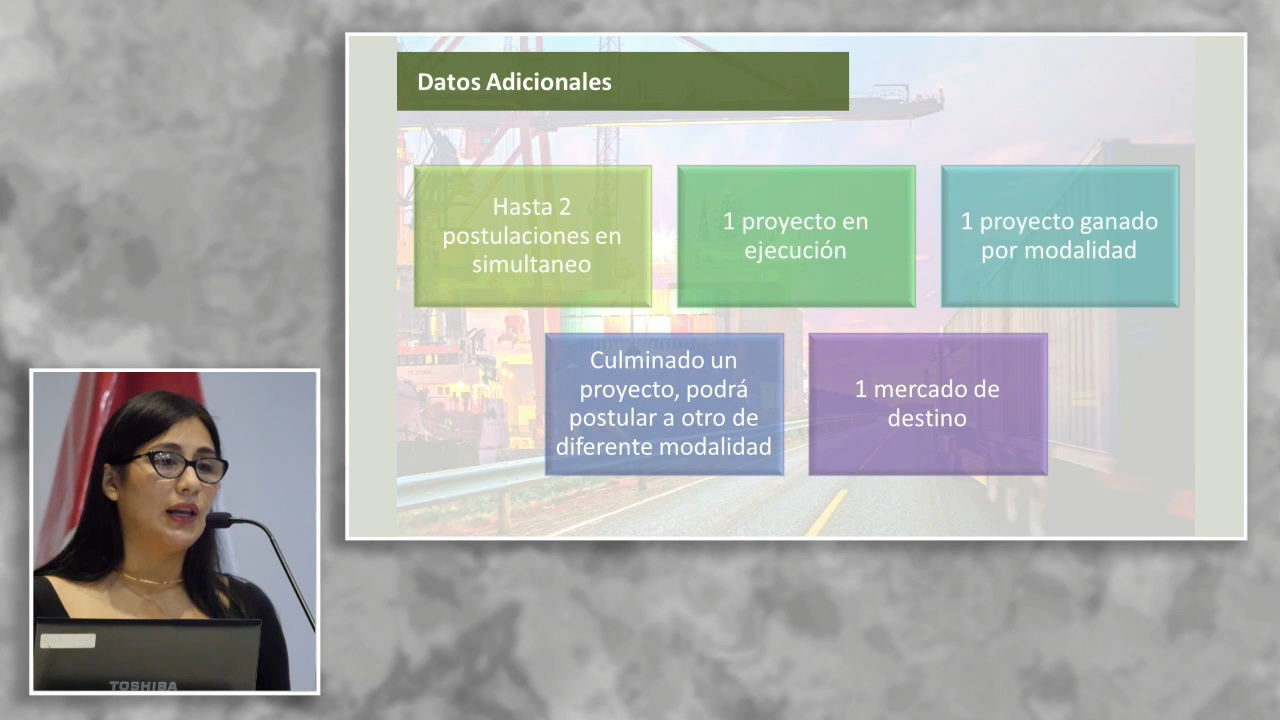 Datos Adicionales
Hasta 2
postulaciones en
simultaneo
1 proyecto en
ejecución
1 proyecto ganado
por modalidad
Culminado un
proyecto, podrá
postular a otro de
diferente modalidad
1 mercado de
destino
TOSHIBA